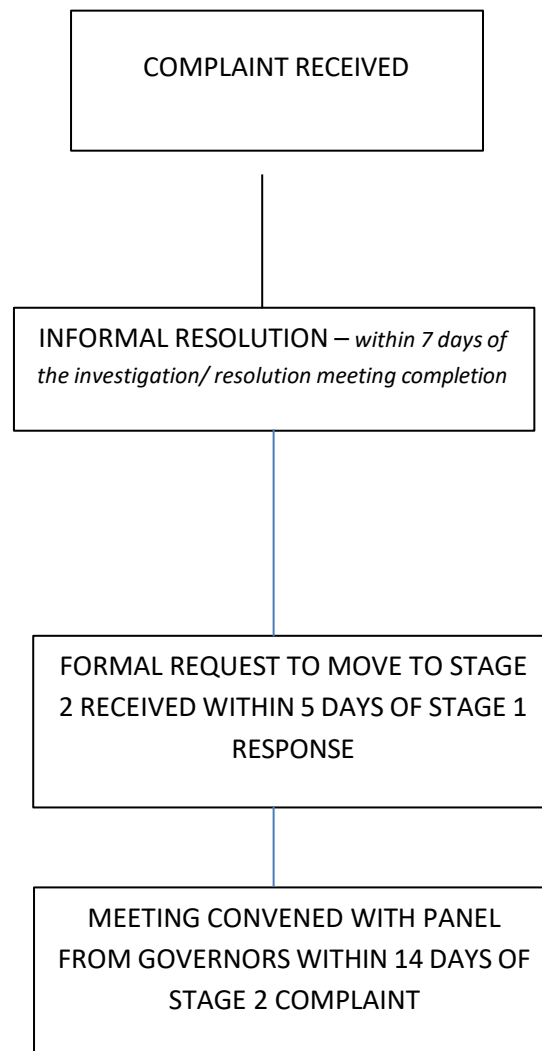 COMPLAINT RECEIVED
INFORMAL RESOLUTION – within 7 days of
the investigation/ resolution meeting completion
FORMAL REQUEST TO MOVE TO STAGE
2 RECEIVED WITHIN 5 DAYS OF STAGE 1
RESPONSE
MEETING CONVENED WITH PANEL
FROM GOVERNORS WITHIN 14 DAYS OF
STAGE 2 COMPLAINT